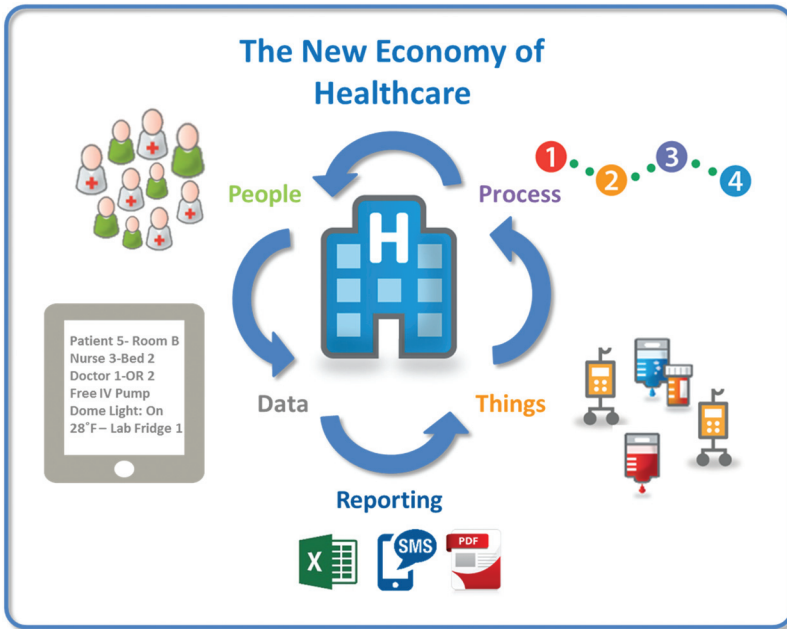 The New Economy of
Healthcare
People
Process
1
2
3
4
H
Patient 5- Room B
Nurse 3-Bed 2
Doctor 1-OR 2
Free IV Pump
Dome Light: On
28˚F – Lab Fridge 1
Data
Things
Reporting
X
SMS
PDF